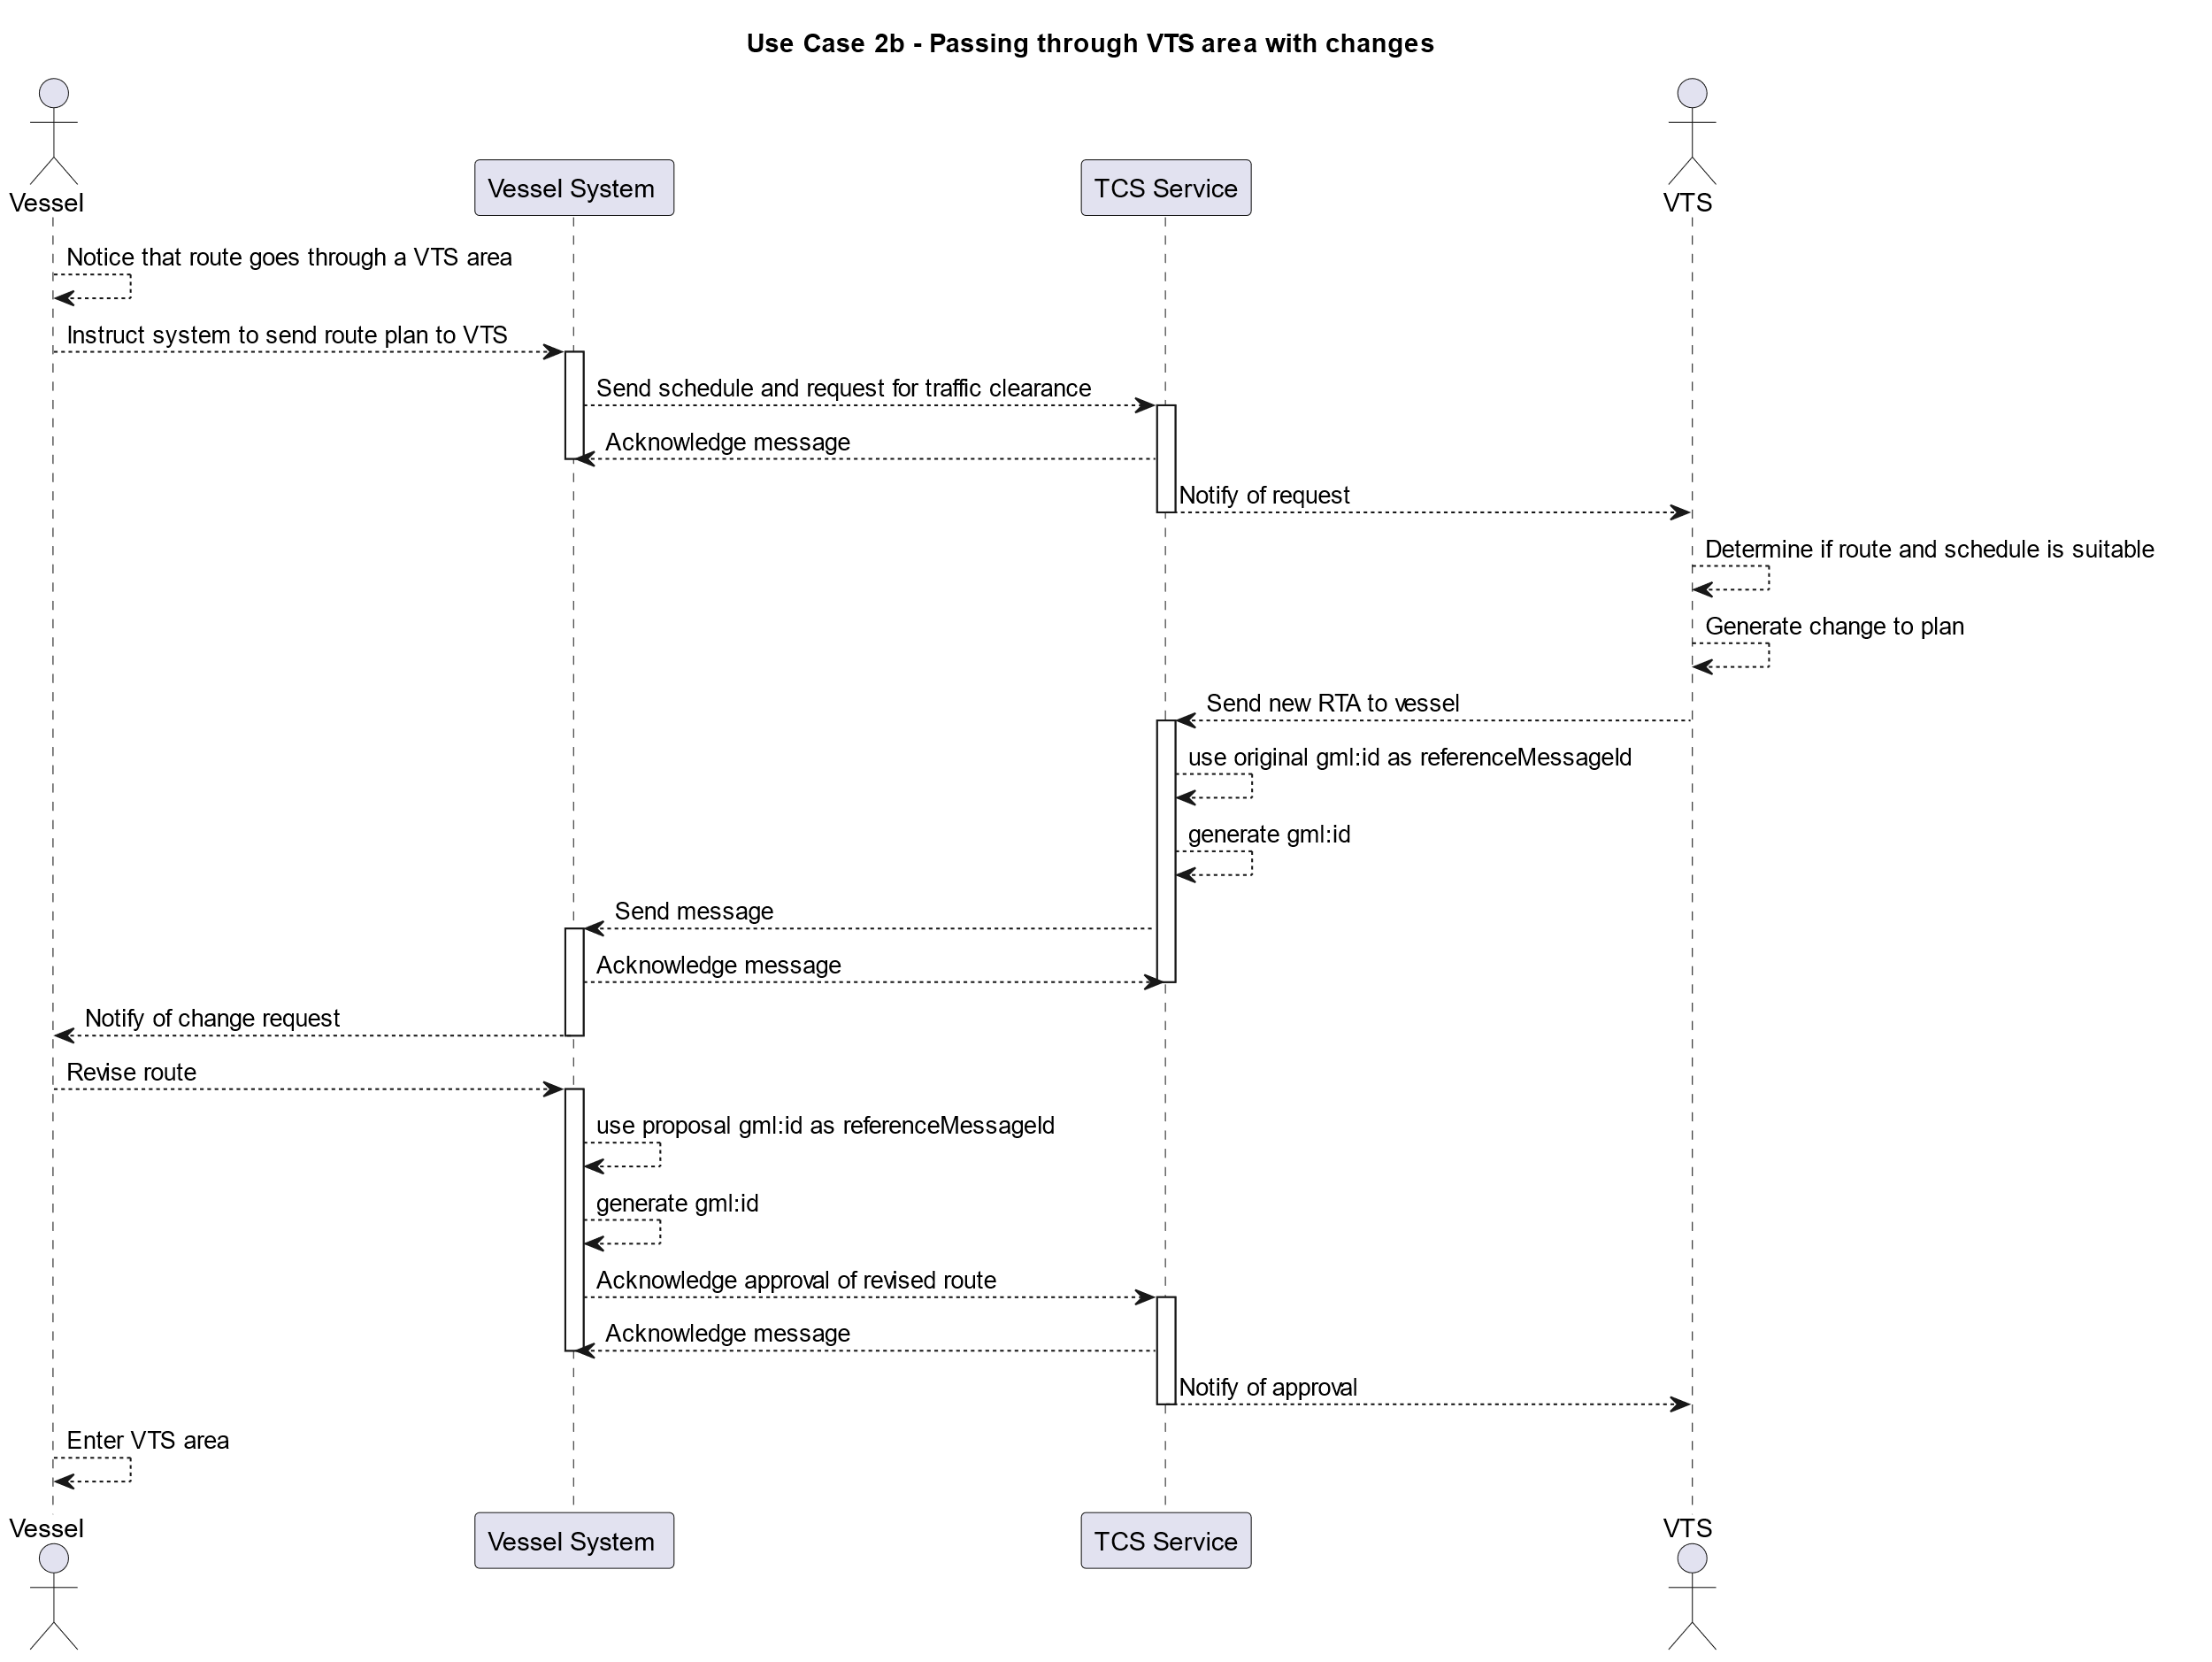 Use Case 2b - Passing through VTS area with changes
Vessel
Vessel System
TCS Service
VTS
Notice that route goes through a VTS area
Instruct system to send route plan to VTS
Send schedule and request for traffic clearance
Acknowledge message
Notify of request
Determine if route and schedule is suitable
Generate change to plan
Send new RTA to vessel
use original gml:id as referenceMessageId
generate gml:id
Send message
Acknowledge message
Notify of change request
Revise route
use proposal gml:id as referenceMessageId
generate gml:id
Acknowledge approval of revised route
Acknowledge message
Notify of approval
Enter VTS area
Vessel
Vessel System
TCS Service
VTS